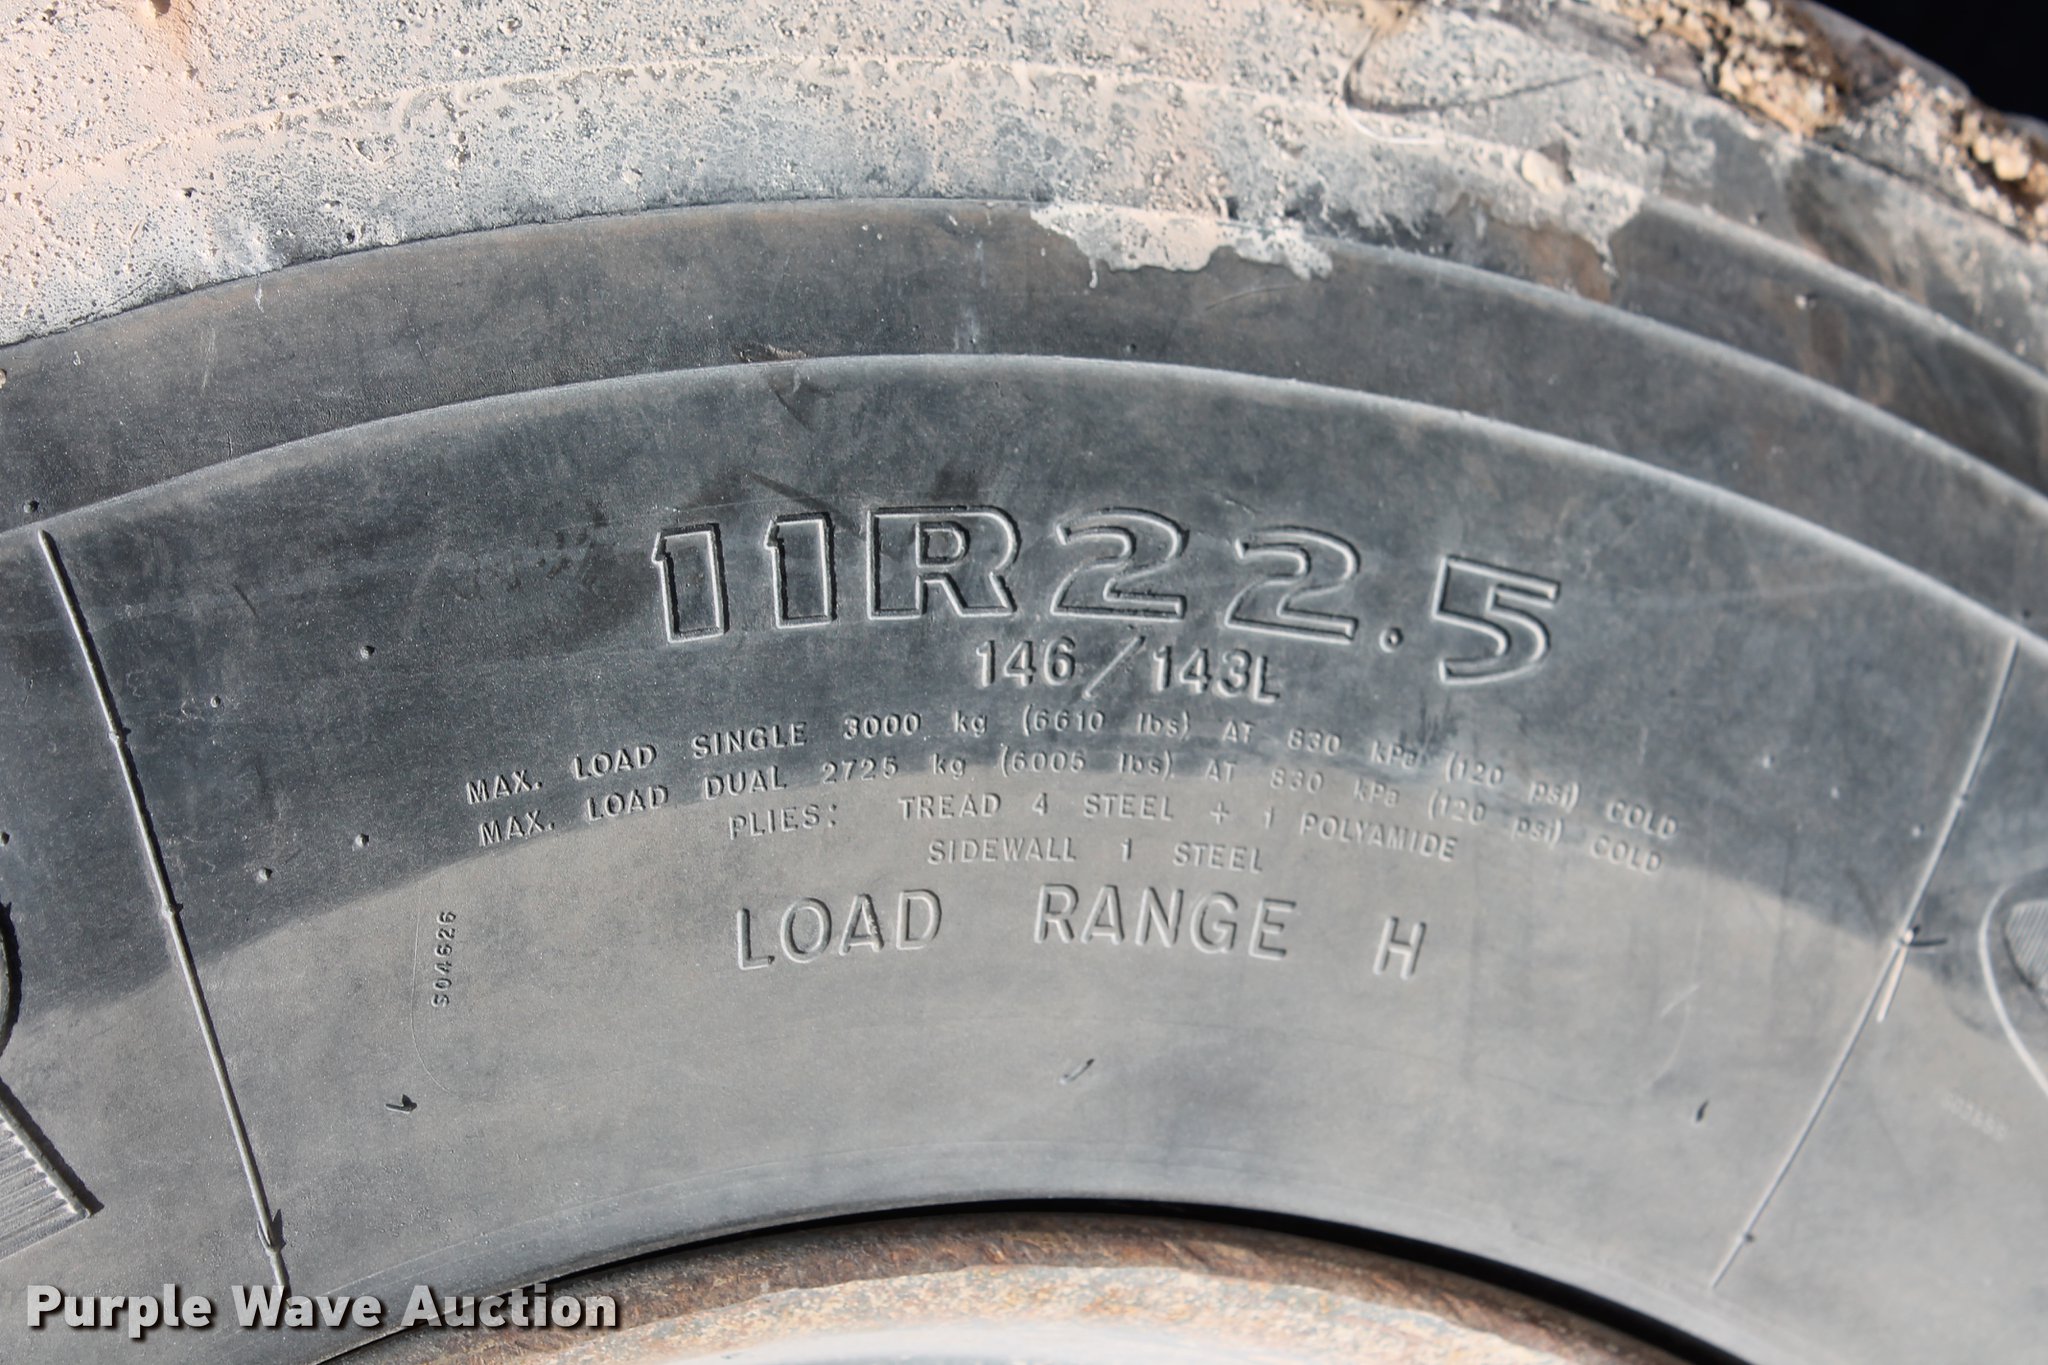 11R22.5
146/143L
MAX. LOAD SINGLE 3000 kg (6610 lbs) AT 830 kPa (120 psi) COLD
MAX. LOAD DUAL 2725 kg (6005 lbs) AT 830 kPa (120 psi) COLD
PLIES: TREAD 4 STEEL + 1 POLYAMIDE
SIDEWALL 1 STEEL
LOAD RANGE H
S04626
Purple Wave Auction